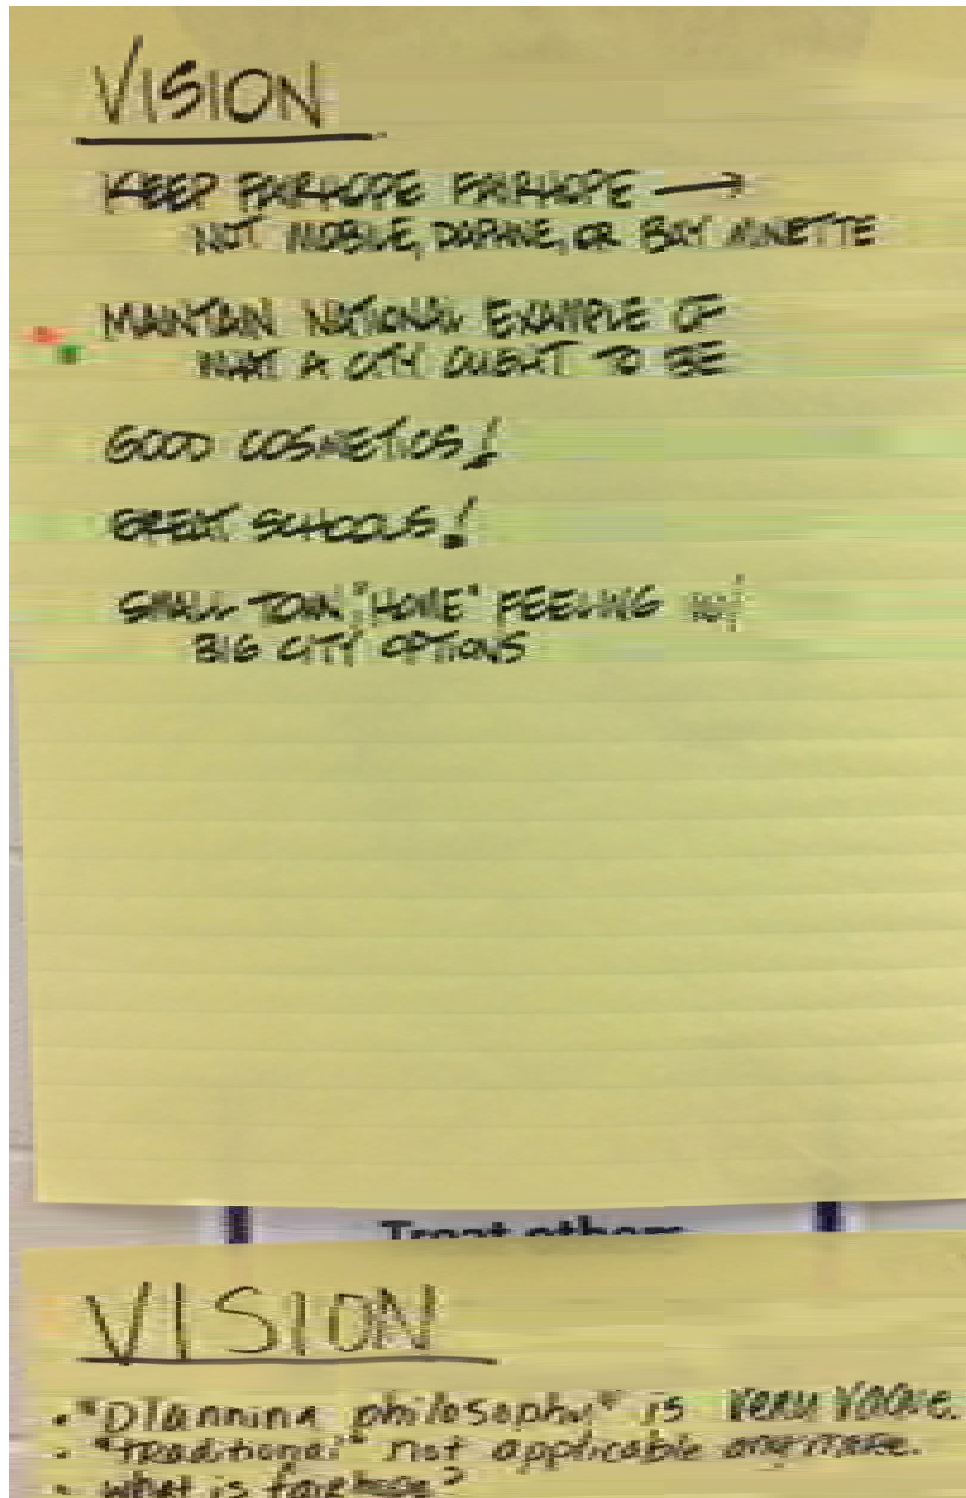 VISION
KEEP FAIRHOPE FAIRHOPE →
NOT MOBILE, DAPHNE, OR BAY MINETTE
MAINTAIN NATIONAL EXAMPLE OF
WHAT A CITY OUGHT TO BE
GOOD COSMETICS!
GREAT SCHOOLS!
SMALL TOWN "HOME" FEELING
BIG CITY OPTIONS
Treat others
VISION
• "Planning philosophy" is VERY VAGUE.
• "traditional" not applicable anymore.
• what is